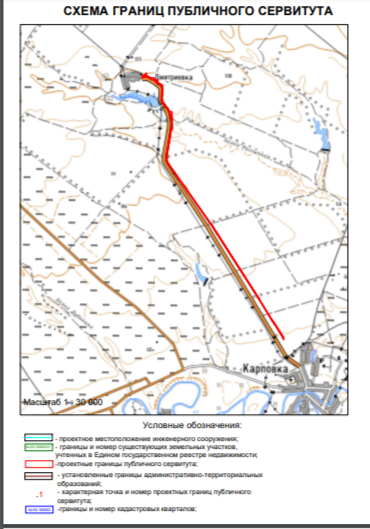 СХЕМА ГРАНИЦ ПУБЛИЧНОГО СЕРВИТУТА
Дмитриевка
Карповка
Масштаб 1 : 30 000
Условные обозначения:
- проектное местоположение инженерного сооружения;
- границы и номер существующих земельных участков,
учтенных в Едином государственном реестре недвижимости;
-проектные границы публичного сервитута;
- установленные границы административно-территориальных
образований;
.1 - характерная точка и номер проектных границ публичного
сервитута;
-границы и номер кадастровых кварталов;